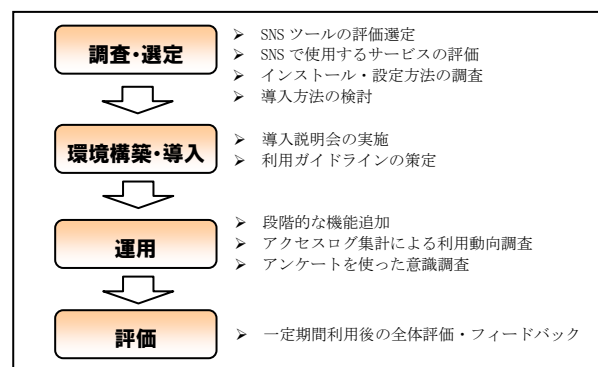 調査･選定
➢ SNS ツールの評価選定
➢ SNS で使用するサービスの評価
➢ インストール・設定方法の調査
➢ 導入方法の検討
環境構築･導入
➢ 導入説明会の実施
➢ 利用ガイドラインの策定
運用
➢ 段階的な機能追加
➢ アクセスログ集計による利用動向調査
➢ アンケートを使った意識調査
評価
➢ 一定期間利用後の全体評価・フィードバック